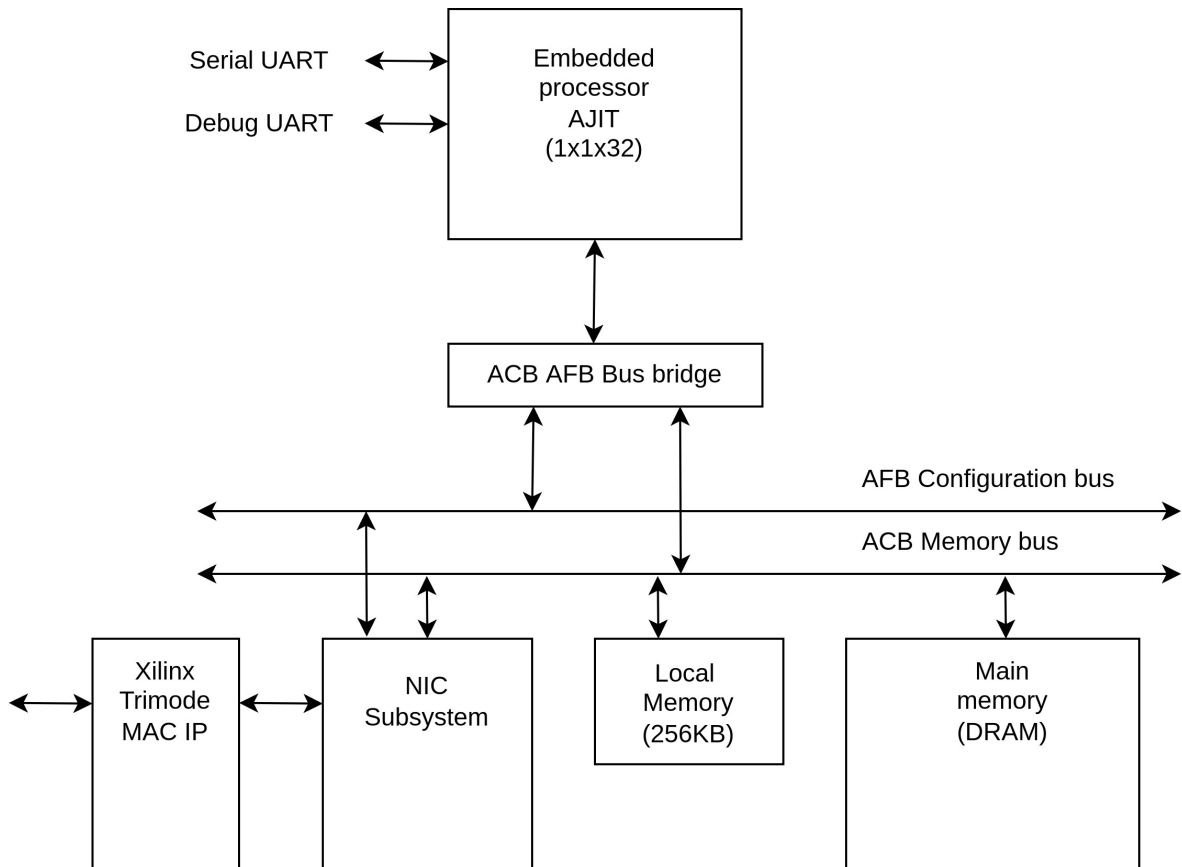 Serial UART
Debug UART
Embedded
processor
AJIT
(1x1x32)
ACB AFB Bus bridge
AFB Configuration bus
ACB Memory bus
Xilinx
Trimode
MAC IP
NIC
Subsystem
Local
Memory
(256KB)
Main
memory
(DRAM)